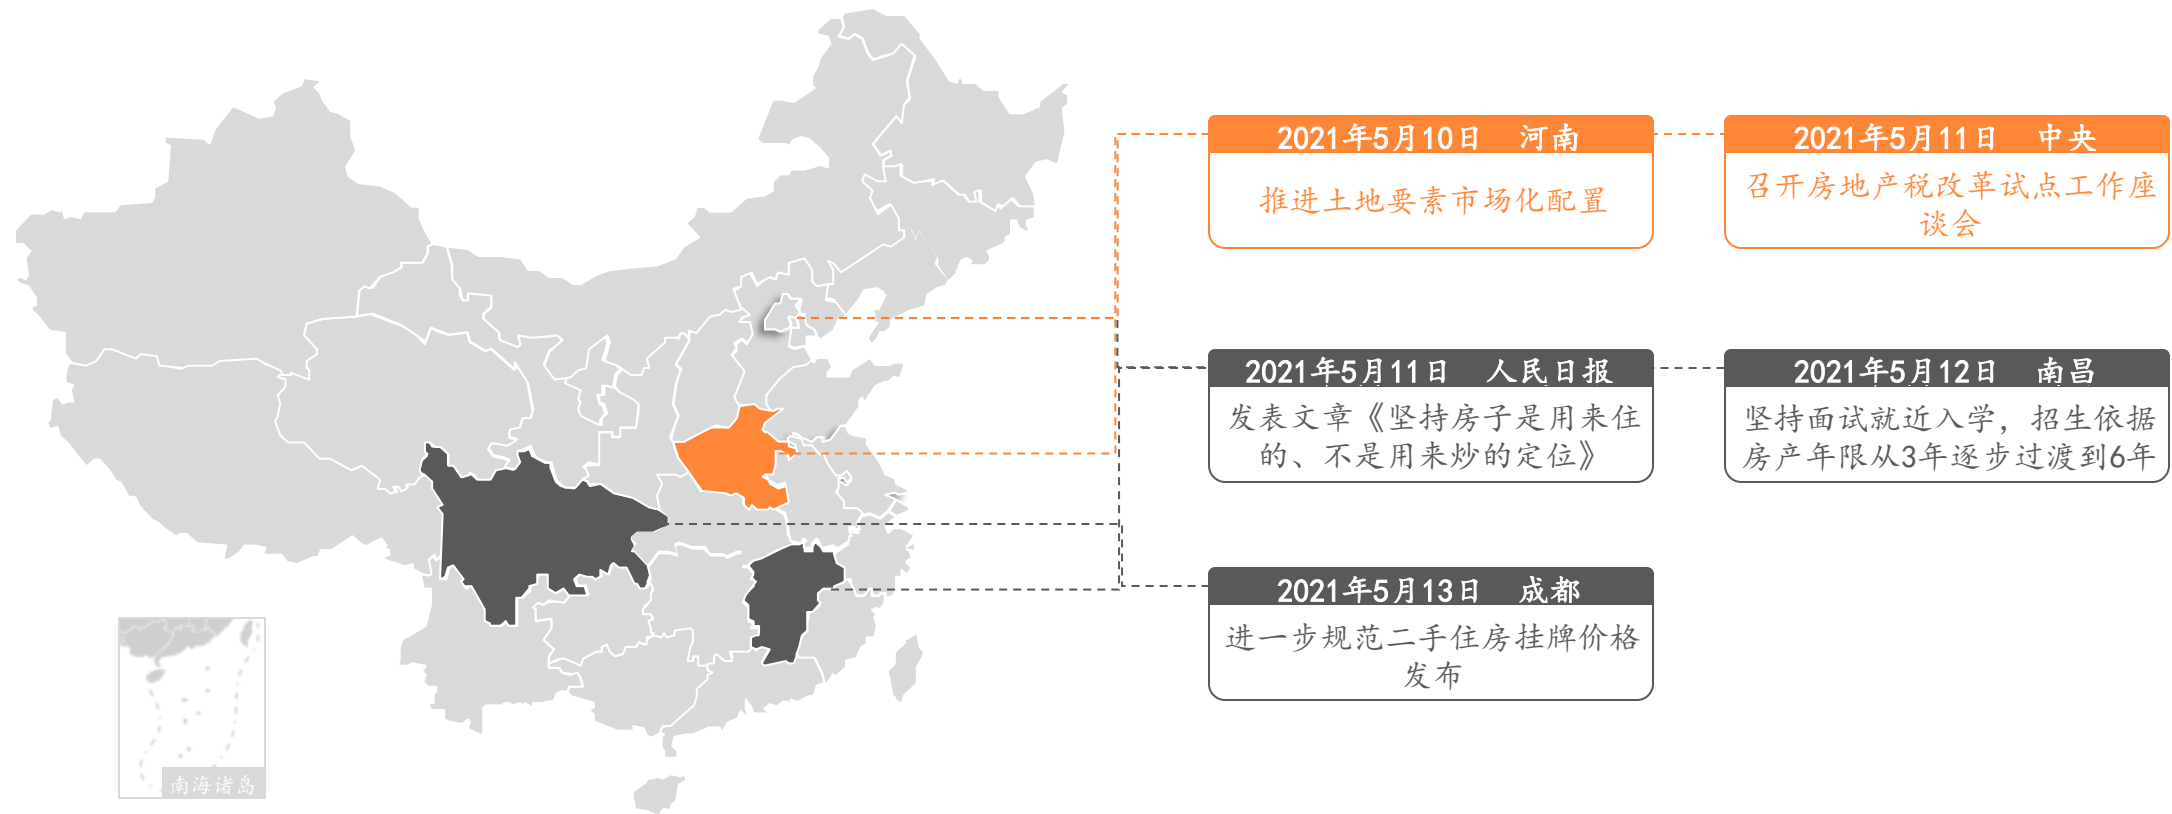 2021年5月10日 河南
推进土地要素市场化配置
2021年5月11日 中央
召开房地产税改革试点工作座
谈会
2021年5月11日 人民日报
发表文章《坚持房子是用来住
的、不是用来炒的定位》
2021年5月12日 南昌
坚持面试就近入学，招生依据
房产年限从3年逐步过渡到6年
2021年5月13日 成都
进一步规范二手住房挂牌价格
发布
南海诸岛